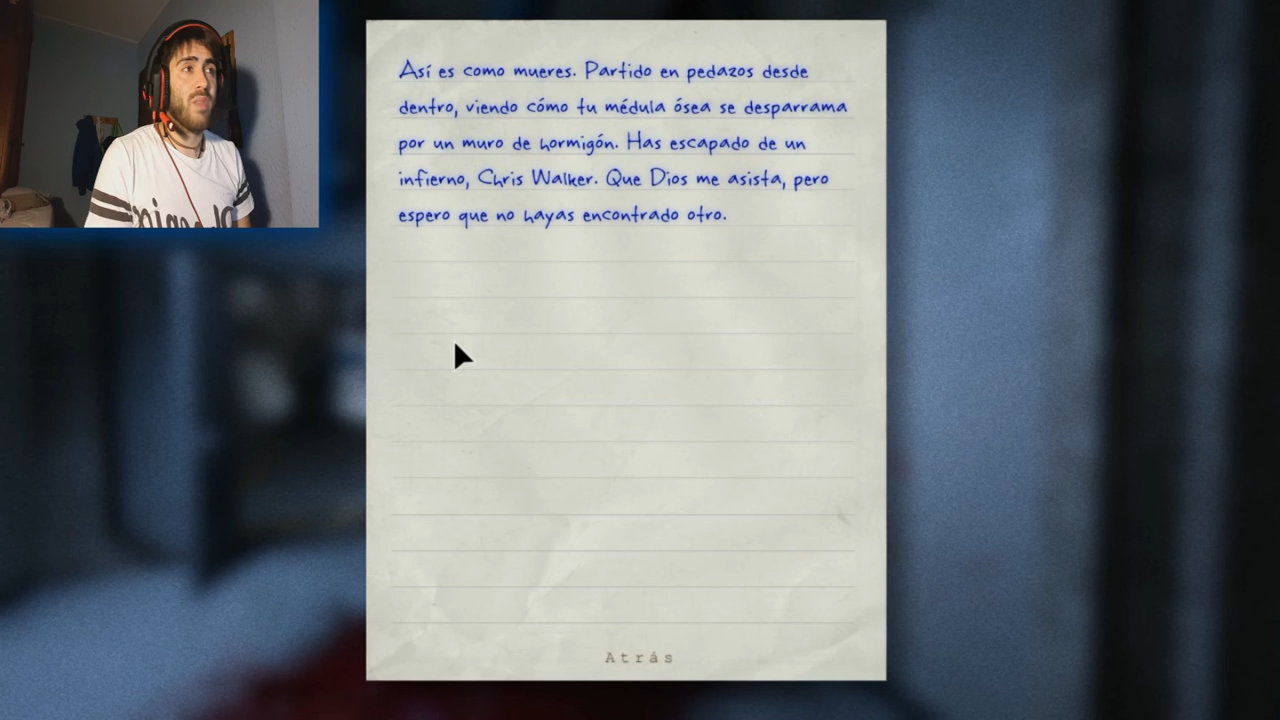 Así es como mueres. Partido en pedazos desde
dentro, viendo cómo tu médula ósea se desparrama
por un muro de hormigón. Has escapado de un
infierno, Chris Walker. Que Dios me asista, pero
espero que no hayas encontrado otro.
Atrás